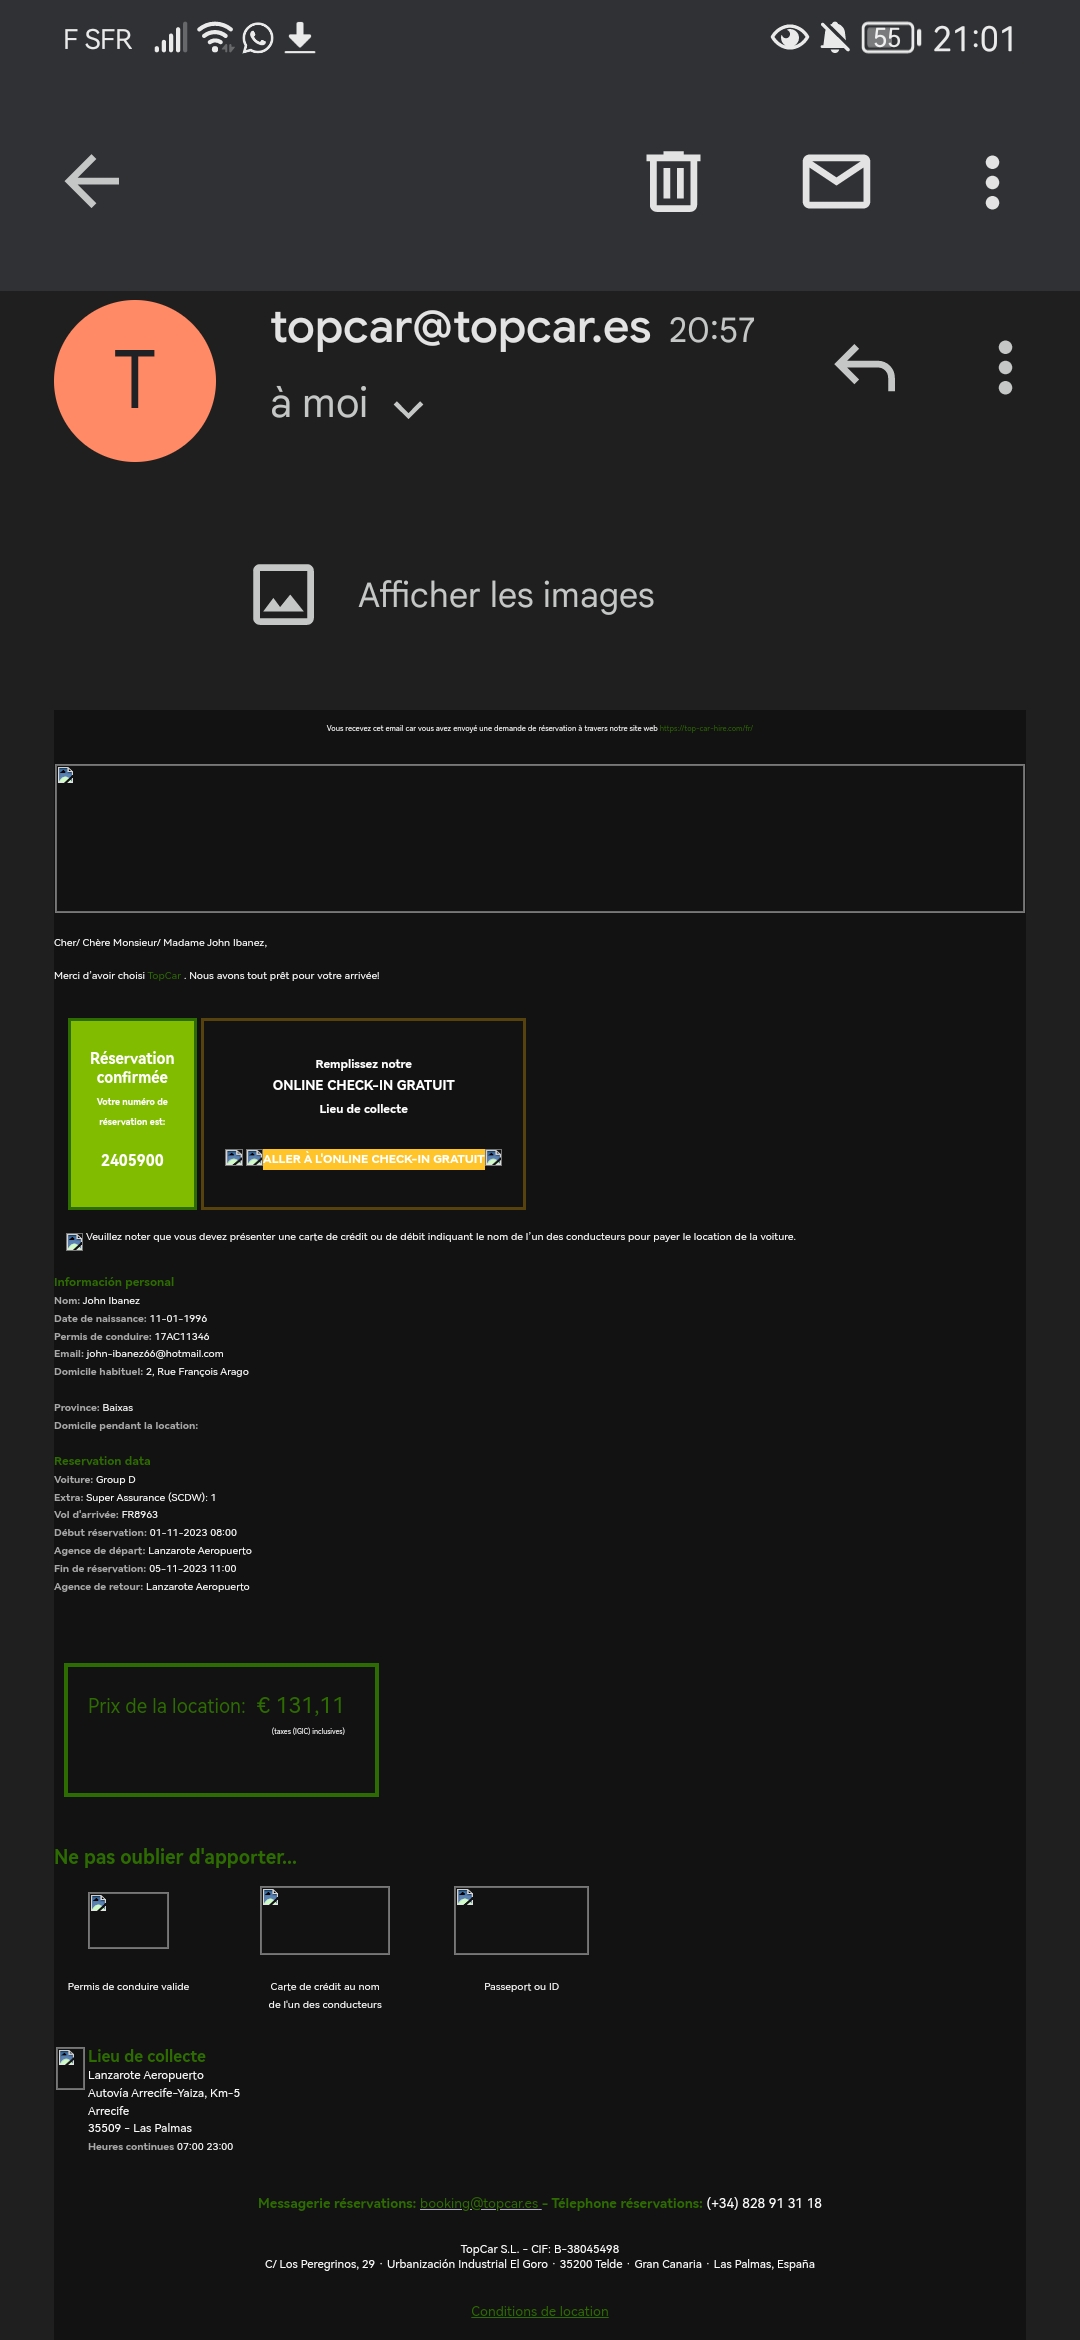 F SFR
55 21:01
topcar@topcar.es 20:57
T
à moi
Afficher les images
Vous recevez cet email car vous avez envoyé une demande de réservation à travers notre site web https://top-car-hire.com/fr/
Cher/ Chère Monsieur/ Madame John Ibanez,
Merci d'avoir choisi TopCar . Nous avons tout prêt pour votre arrivée!
Réservation
confirmée
Votre numéro de
réservation est:
2405900
Remplissez notre
ONLINE CHECK-IN GRATUIT
Lieu de collecte
ALLER À L'ONLINE CHECK-IN GRATUIT
Veuillez noter que vous devez présenter une carte de crédit ou de débit indiquant le nom de l'un des conducteurs pour payer le location de la voiture.
Información personal
Nom: John Ibanez
Date de naissance: 11-01-1996
Permis de conduire: 17AC11346
Email: john-ibanez66@hotmail.com
Domicile habituel: 2, Rue François Arago
Province: Baixas
Domicile pendant la location:
Reservation data
Voiture: Group D
Extra: Super Assurance (SCDW): 1
Vol d'arrivée: FR8963
Début réservation: 01-11-2023 08:00
Agence de départ: Lanzarote Aeropuerto
Fin de réservation: 05-11-2023 11:00
Agence de retour: Lanzarote Aeropuerto
Prix de la location: € 131,11
(taxes (IGIC) inclusives)
Ne pas oublier d'apporter...
Permis de conduire valide
Carte de crédit au nom
de l'un des conducteurs
Passeport ou ID
Lieu de collecte
Lanzarote Aeropuerto
Autovía Arrecife-Yaiza, Km-5
Arrecife
35509 - Las Palmas
Heures continues 07:00 23:00
Messagerie réservations: booking@topcar.es - Télephone réservations: (+34) 828 91 31 18
TopCar S.L. - CIF: B-38045498
C/ Los Peregrinos, 29 · Urbanización Industrial El Goro · 35200 Telde · Gran Canaria · Las Palmas, España
Conditions de location